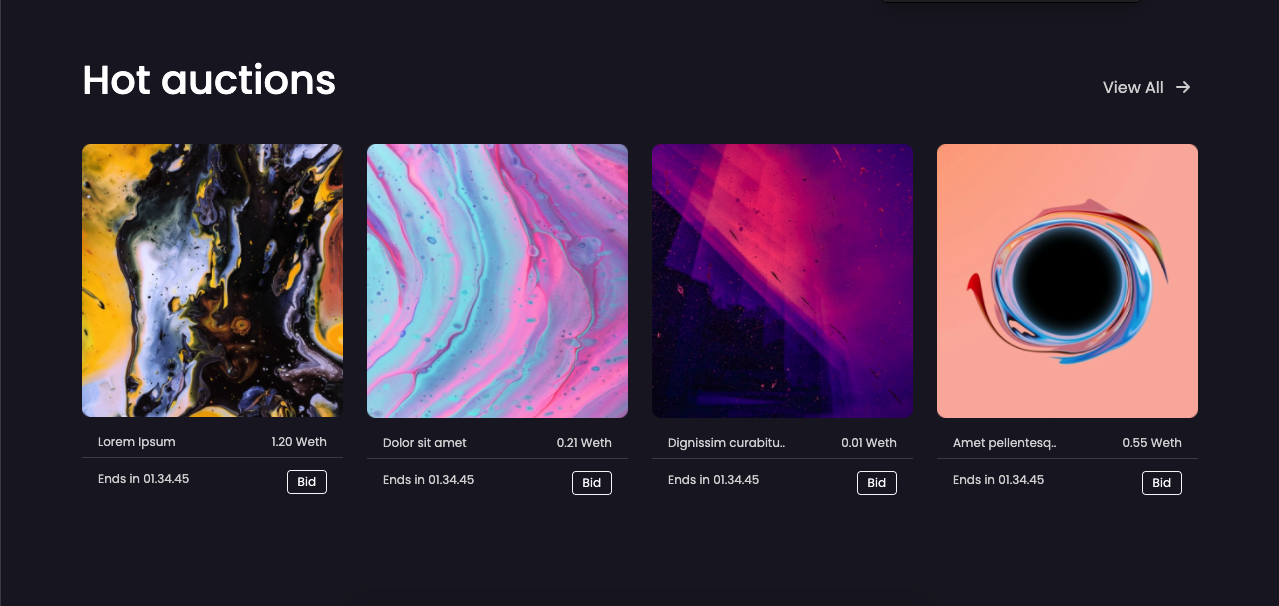 Hot auctions
View All
Lorem Ipsum 1.20 Weth
Ends in 01.34.45 Bid
Dolor sit amet 0.21 Weth
Ends in 01.34.45 Bid
Dignissim curabitu.. 0.01 Weth
Ends in 01.34.45 Bid
Amet pellentesq.. 0.55 Weth
Ends in 01.34.45 Bid